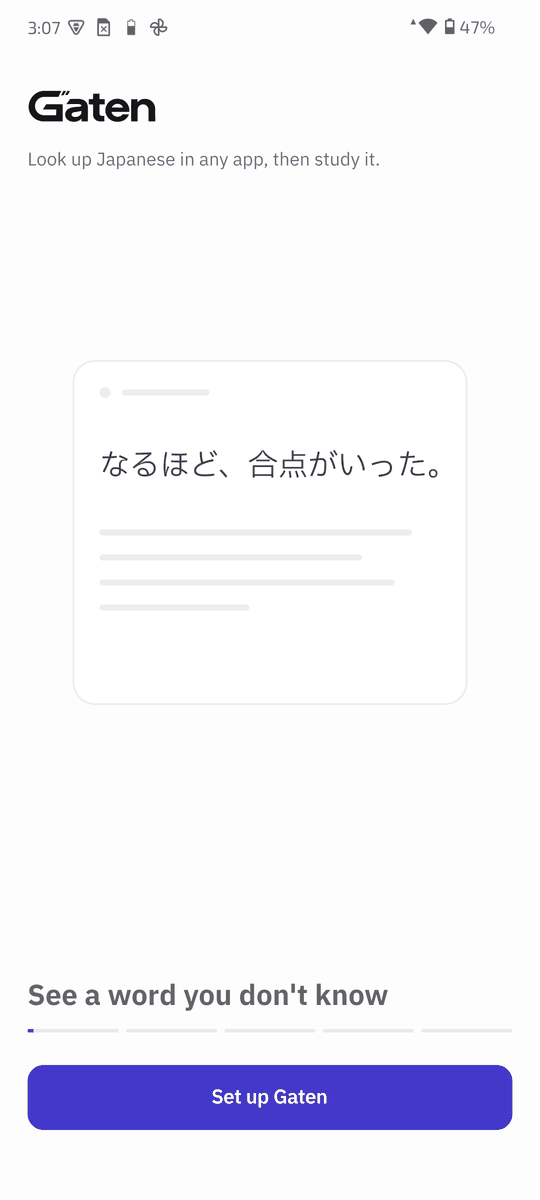 3:07
47%
Gaten
Look up Japanese in any app, then study it.
なるほど、合点がいった。
See a word you don't know
Set up Gaten